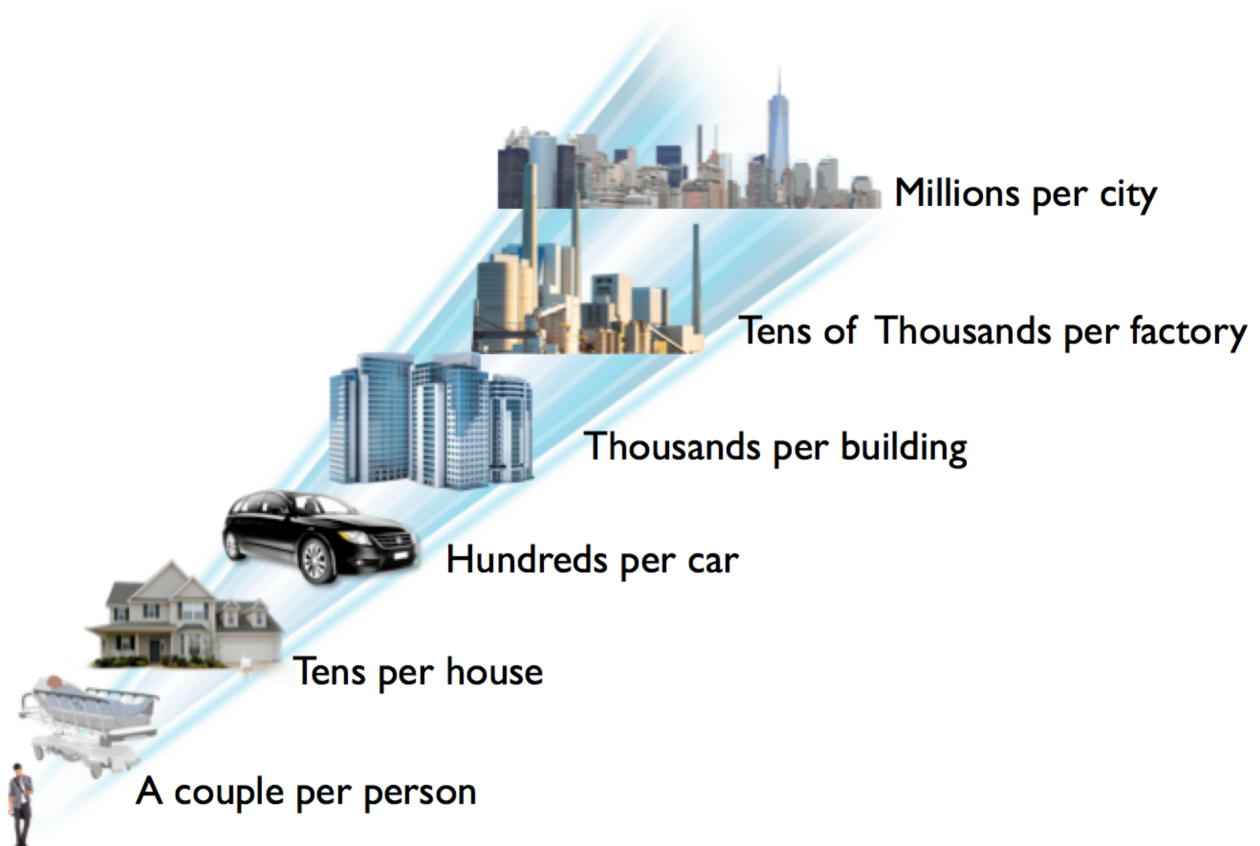 Millions per city
Tens of Thousands per factory
Thousands per building
Hundreds per car
Tens per house
A couple per person